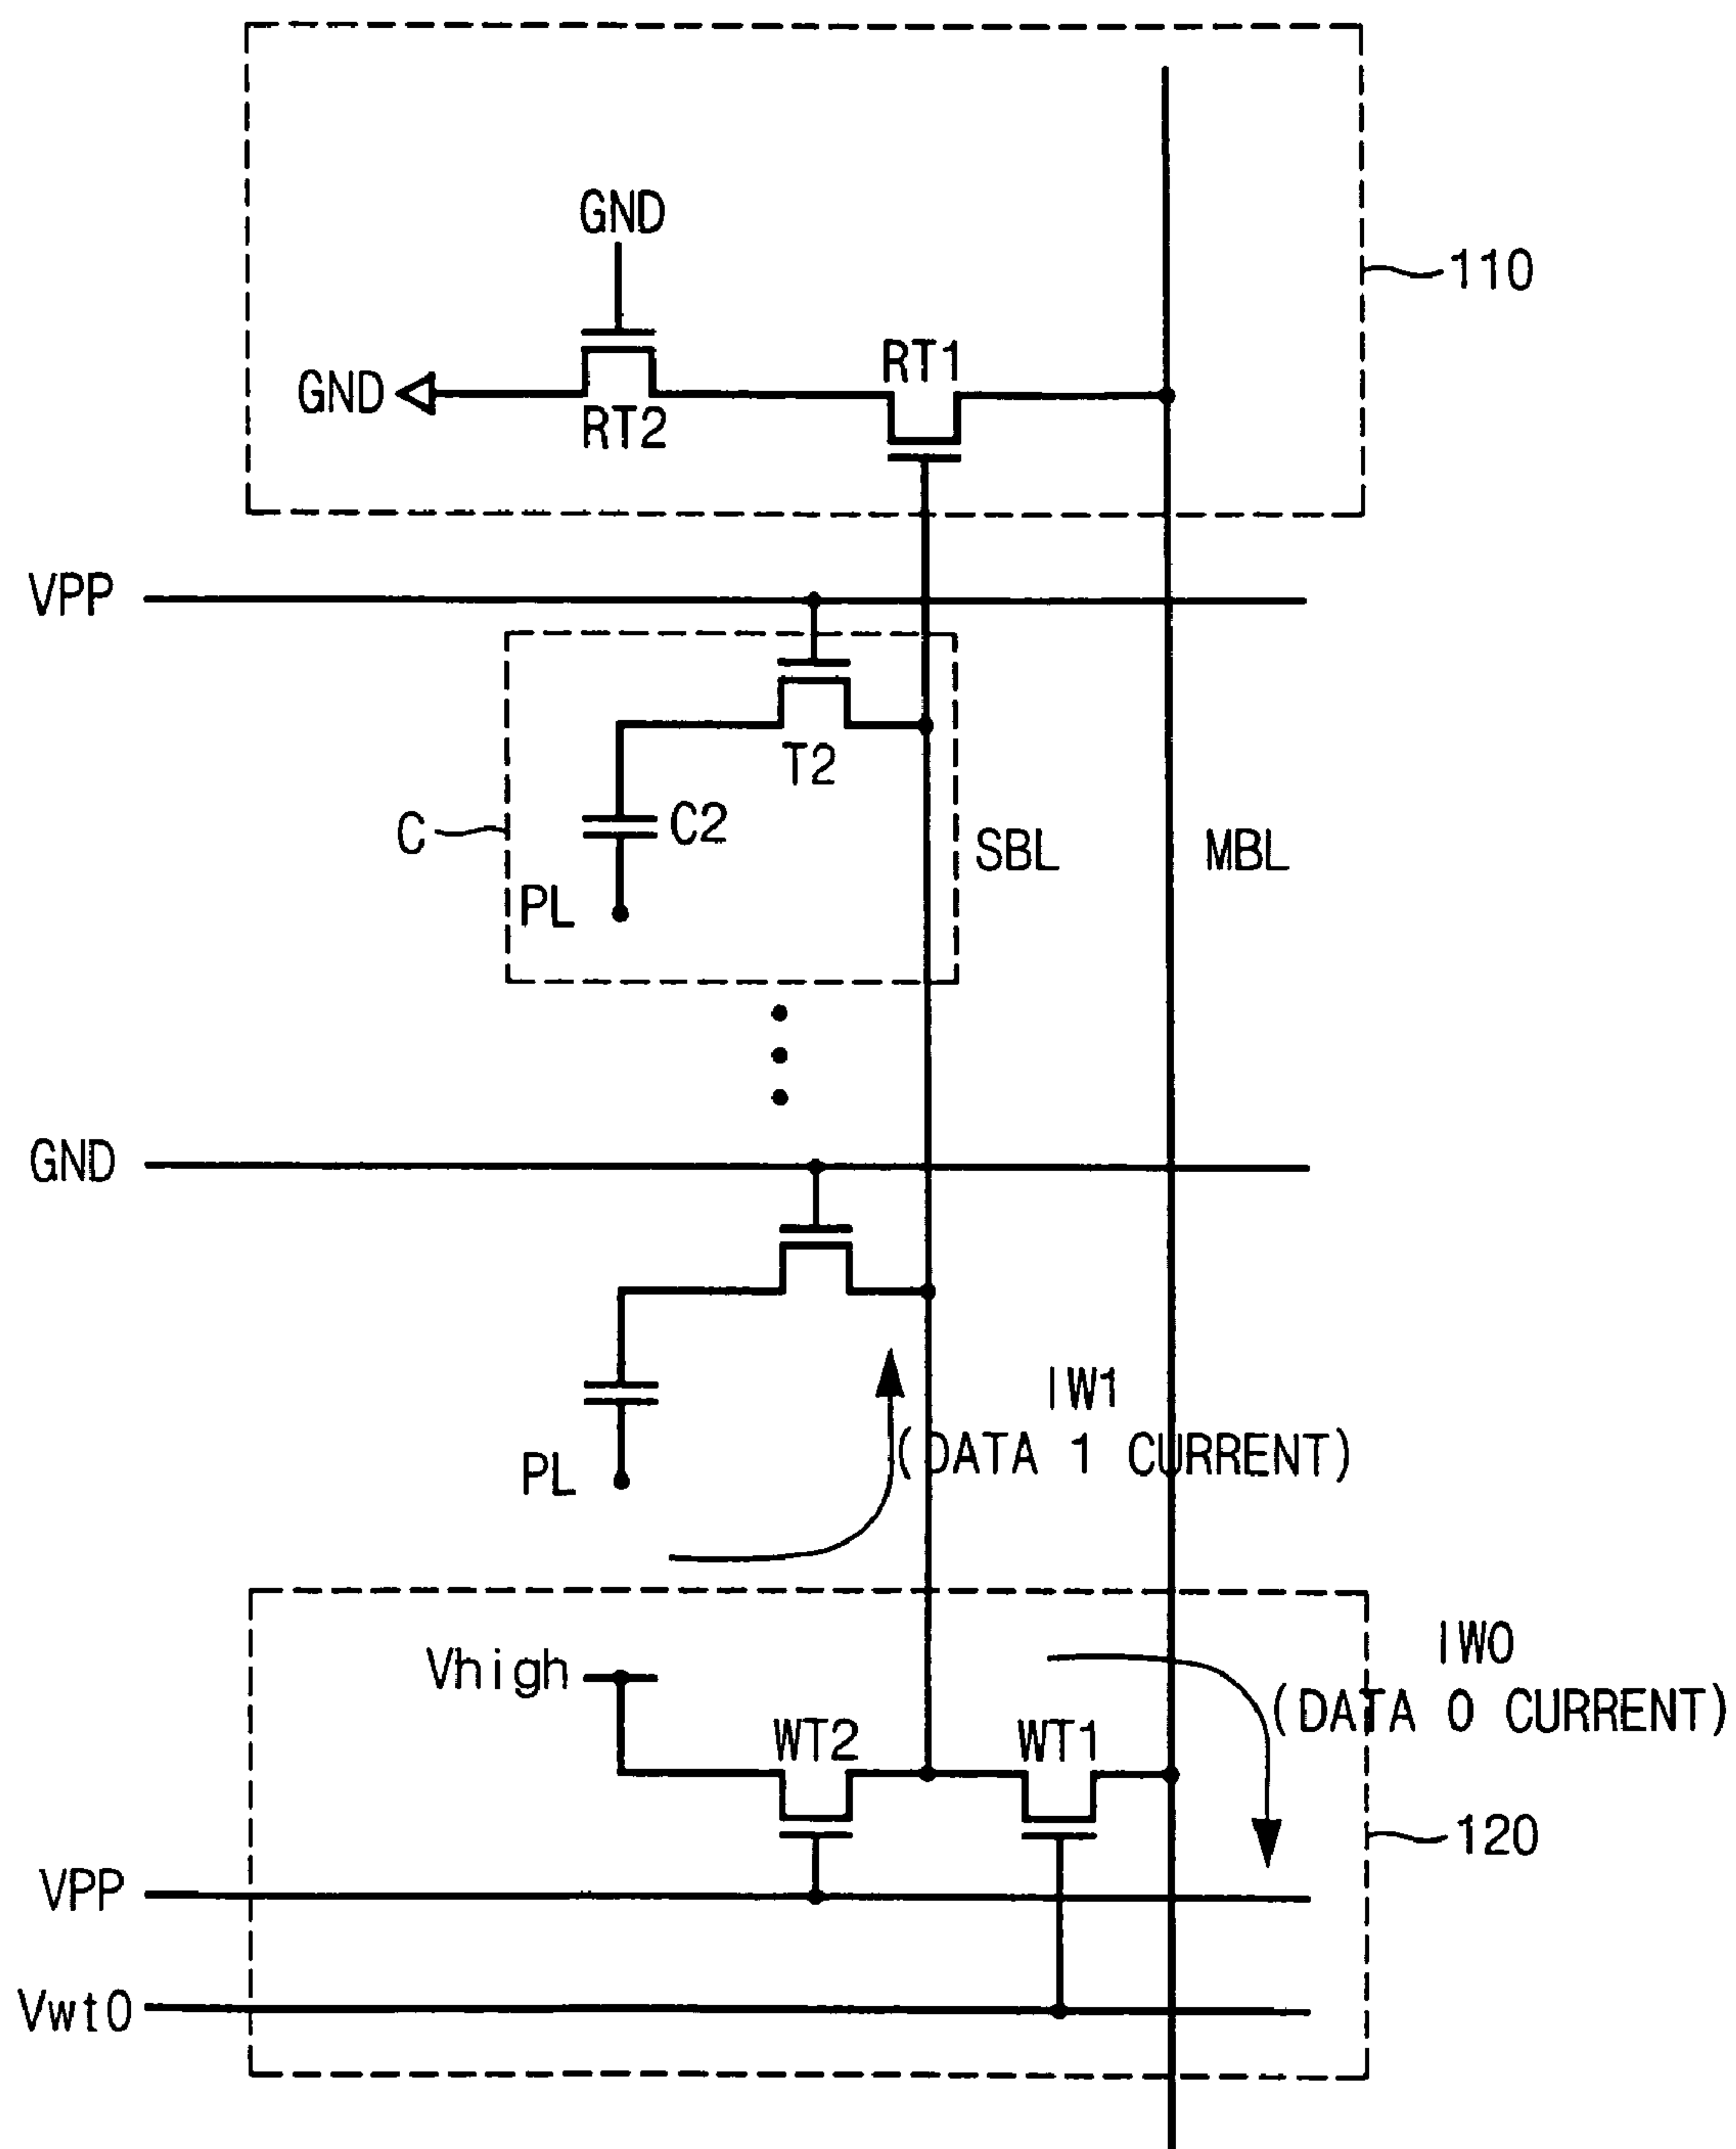 GND
110
RT1
GND
RT2
VPP
T2
C
C2
SBL
MBL
PL
GND
IW1
(DATA 1 CURRENT)
PL
IW0
Vhigh
(DATA 0 CURRENT)
WT2
WT1
120
VPP
Vwt0